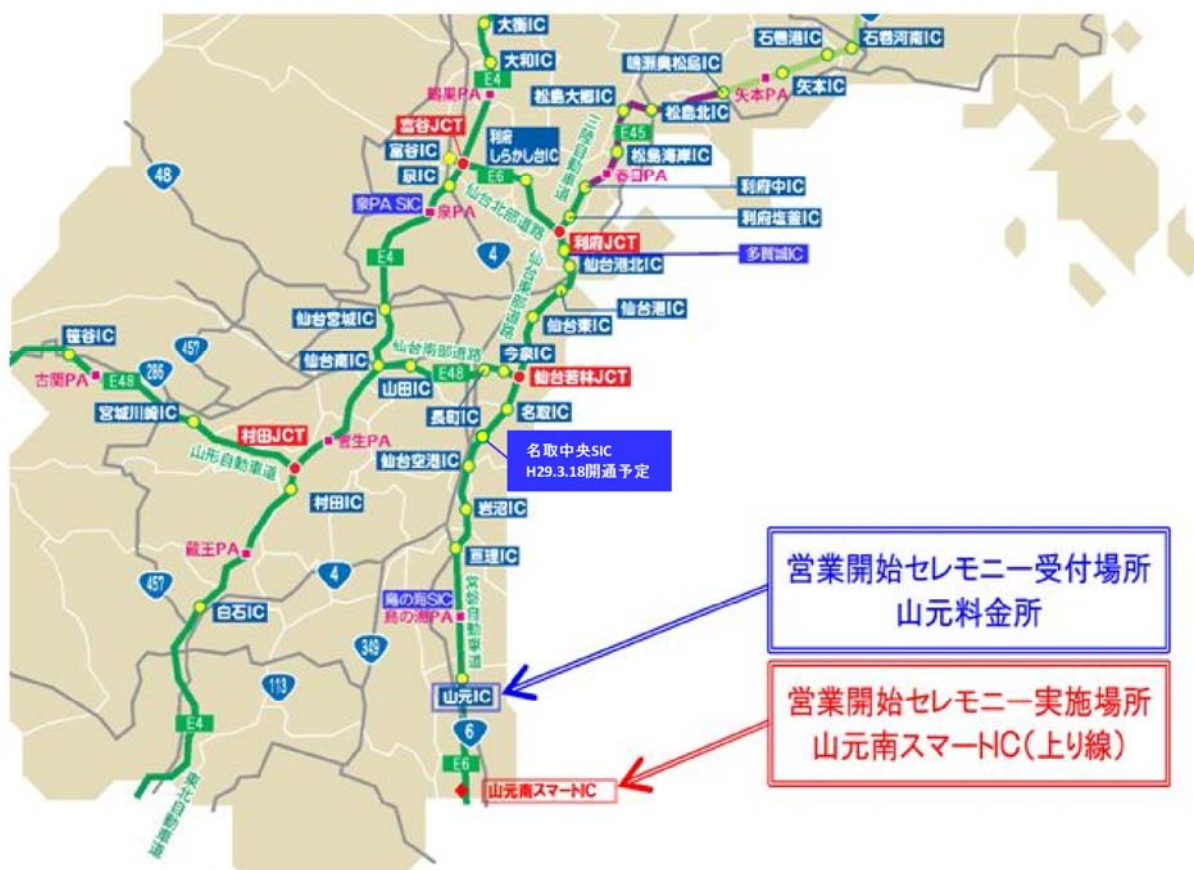 大衡IC
大和IC
E4
鶴巣PA
富谷JCT
富谷IC
泉IC
泉PA SIC
泉PA
利府
しらかし台IC
E6
仙台北部道路
三陸自動車道
石巻港IC
石巻河南IC
鳴瀬奥松島IC
矢本PA
矢本IC
松島大郷IC
松島北IC
E45
松島海岸IC
春日PA
利府中IC
利府塩釜IC
利府JCT
多賀城IC
仙台港北IC
仙台港IC
仙台東IC
仙台東部道路
48
4
E4
仙台宮城IC
笹谷IC
457
286
古関PA
E48
宮城川崎IC
村田JCT
山形自動車道
仙台南IC
仙台南部道路
今泉IC
山田IC
E48
仙台若林JCT
長町IC
名取IC
菅生PA
仙台空港IC
名取中央SIC
H29.3.18開通予定
村田IC
岩沼IC
蔵王PA
亘理IC
457
4
白石IC
鳥の海SIC
鳥の海PA
349
113
山元IC
6
E4
E6
東北自動車道
山元南スマートIC
営業開始セレモニー受付場所
山元料金所
営業開始セレモニー実施場所
山元南スマートIC(上り線)